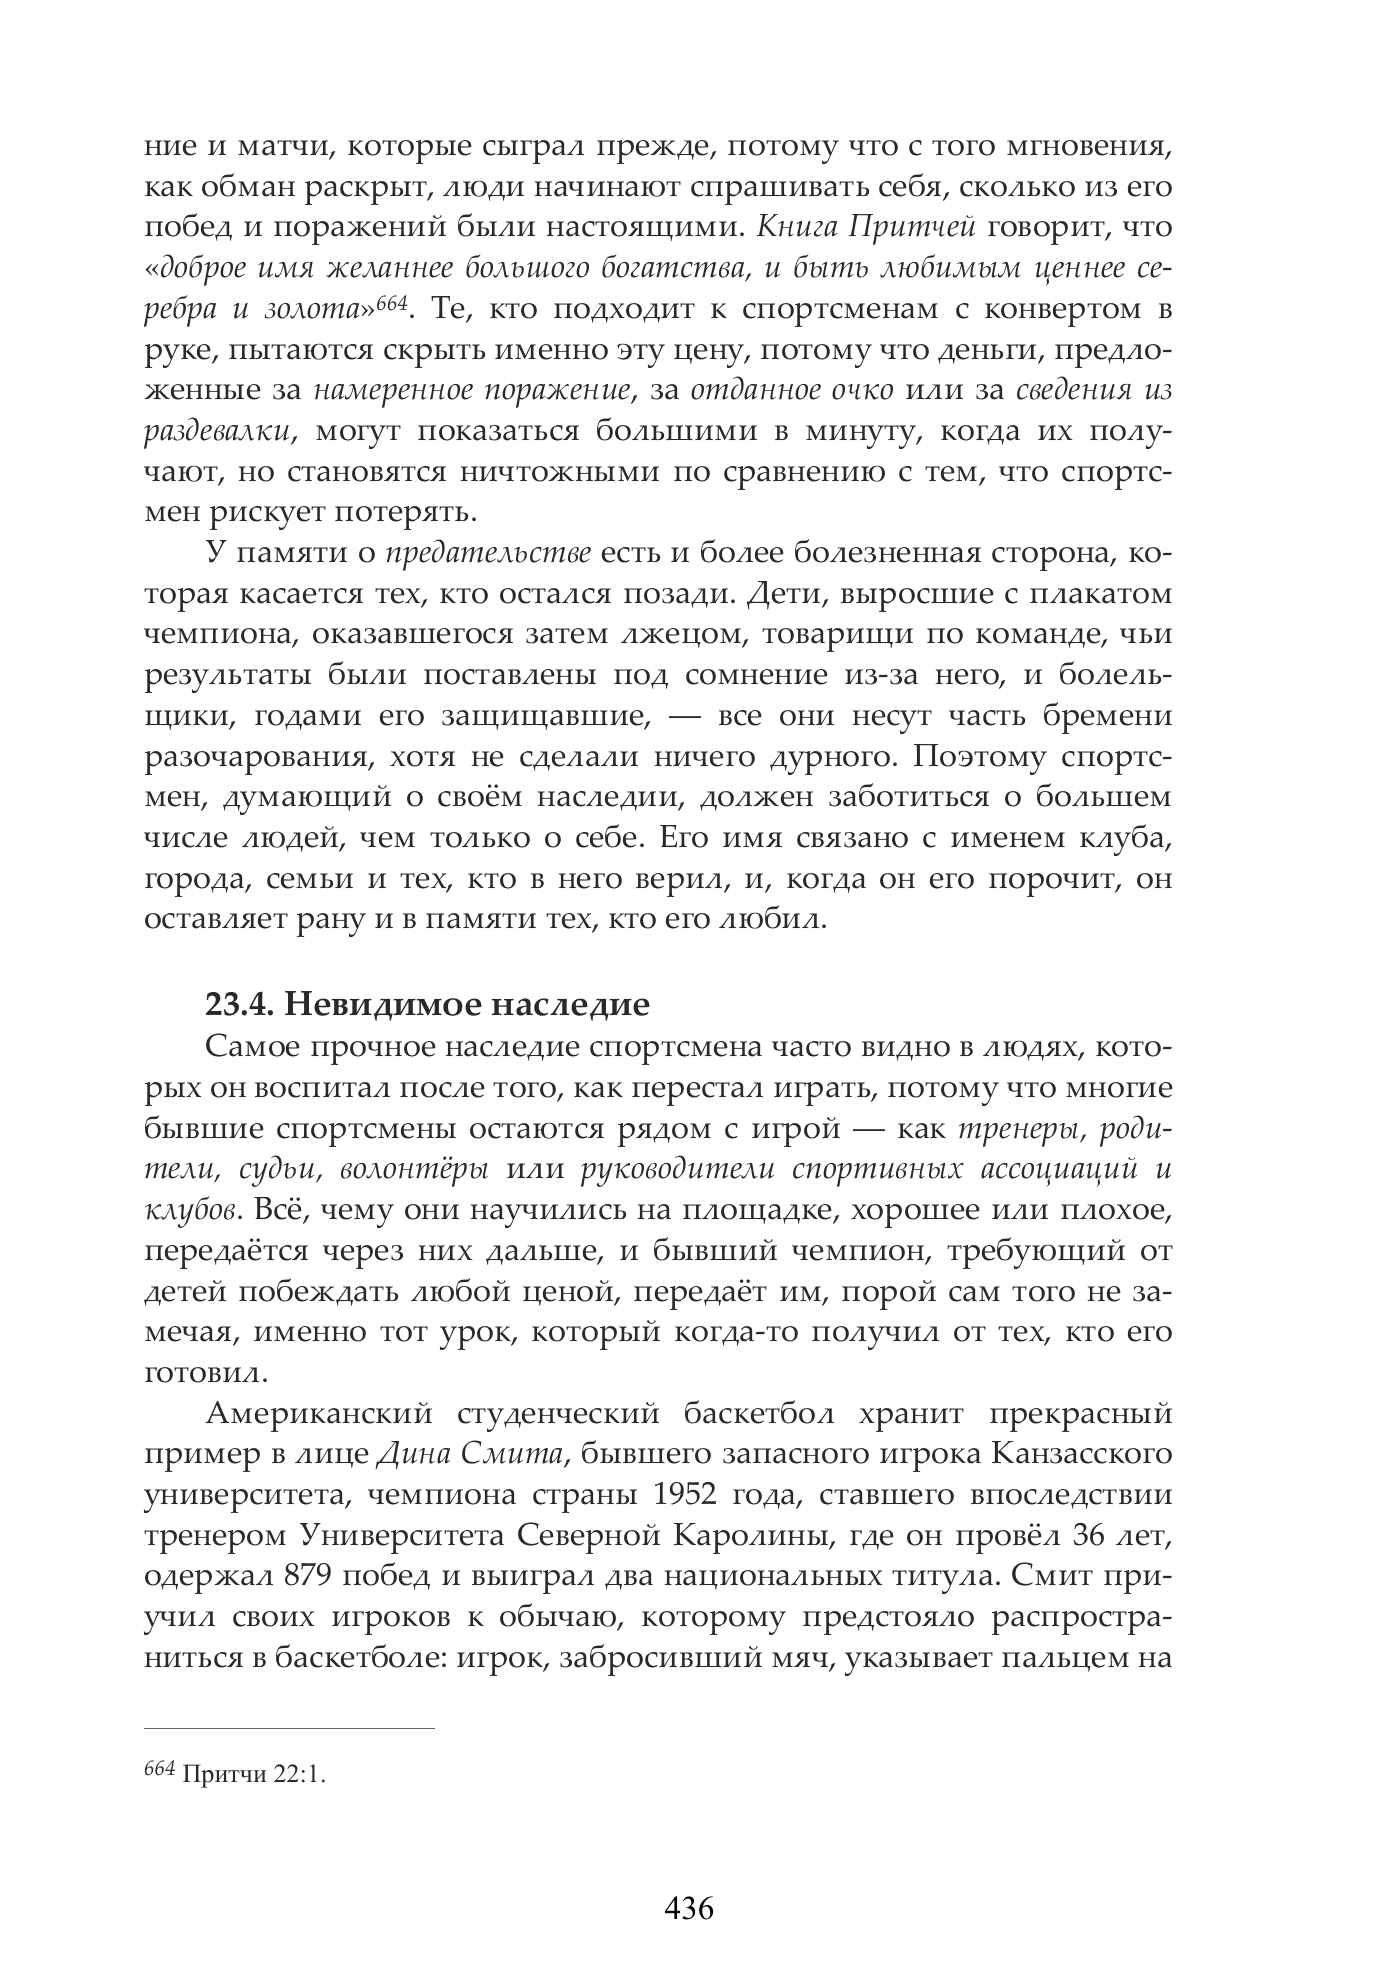 ние и матчи, которые сыграл прежде, потому что с того мгновения,
как обман раскрыт, люди начинают спрашивать себя, сколько из его
побед и поражений были настоящими. Книга Притчей говорит, что
«доброе имя желаннее большого богатства, и быть любимым ценнее се-
ребра и золота»664. Те, кто подходит к спортсменам с конвертом в
руке, пытаются скрыть именно эту цену, потому что деньги, предло-
женные за намеренное поражение, за отданное очко или за сведения из
раздевалки, могут показаться большими в минуту, когда их полу-
чают, но становятся ничтожными по сравнению с тем, что спортс-
мен рискует потерять.
У памяти о предательстве есть и более болезненная сторона, ко-
торая касается тех, кто остался позади. Дети, выросшие с плакатом
чемпиона, оказавшегося затем лжецом, товарищи по команде, чьи
результаты были поставлены под сомнение из-за него, и болель-
щики, годами его защищавшие, — все они несут часть бремени
разочарования, хотя не сделали ничего дурного. Поэтому спортс-
мен, думающий о своём наследии, должен заботиться о большем
числе людей, чем только о себе. Его имя связано с именем клуба,
города, семьи и тех, кто в него верил, и, когда он его порочит, он
оставляет рану и в памяти тех, кто его любил.
23.4. Невидимое наследие
Самое прочное наследие спортсмена часто видно в людях, кото-
рых он воспитал после того, как перестал играть, потому что многие
бывшие спортсмены остаются рядом с игрой — как тренеры, роди-
тели, судьи, волонтёры или руководители спортивных ассоциаций и
клубов. Всё, чему они научились на площадке, хорошее или плохое,
передаётся через них дальше, и бывший чемпион, требующий от
детей побеждать любой ценой, передаёт им, порой сам того не за-
мечая, именно тот урок, который когда-то получил от тех, кто его
готовил.
Американский студенческий баскетбол хранит прекрасный
пример в лице Дина Смита, бывшего запасного игрока Канзасского
университета, чемпиона страны 1952 года, ставшего впоследствии
тренером Университета Северной Каролины, где он провёл 36 лет,
одержал 879 побед и выиграл два национальных титула. Смит при-
учил своих игроков к обычаю, которому предстояло распростра-
ниться в баскетболе: игрок, забросивший мяч, указывает пальцем на
664 Притчи 22:1.
436